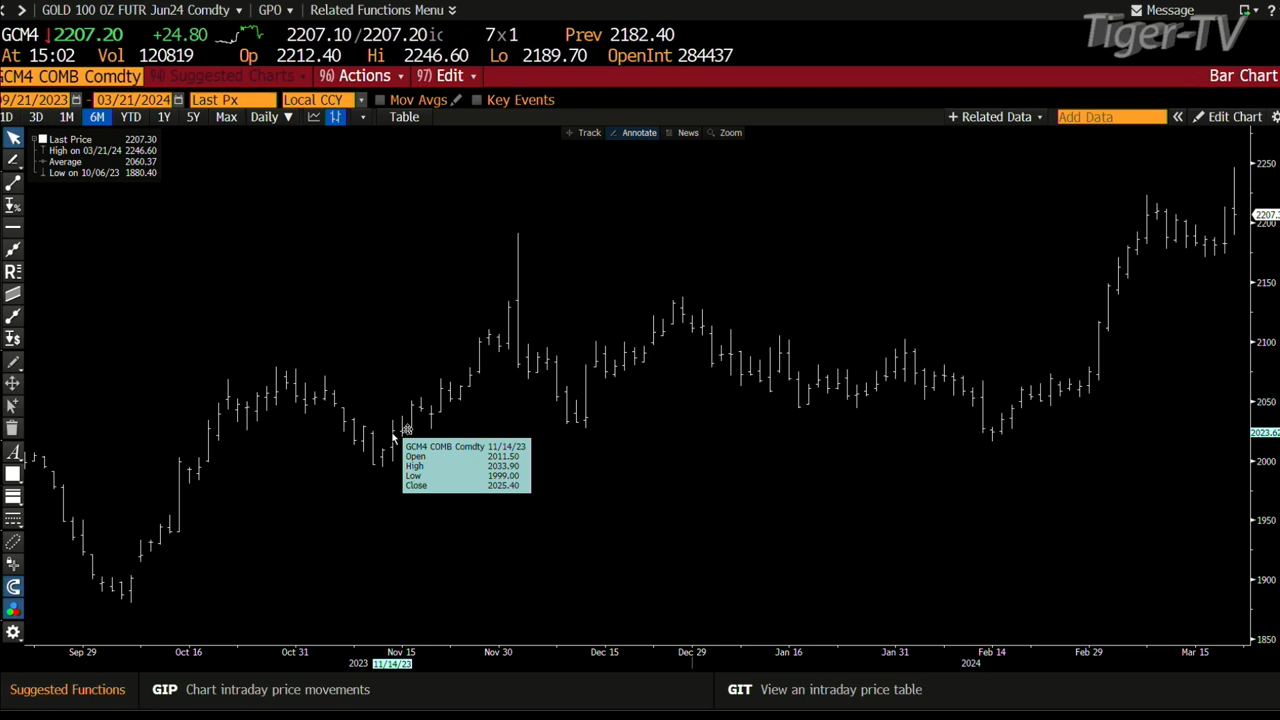 GOLD 100 OZ FUTR Jun24 Comdty GPO Related Functions Menu Message ?
GCM4 2207.20 +24.80 2207.10/2207.20 7x1 Prev 2182.40
At 15:02 Vol 120819 Op 2212.40 Hi 2246.60 Lo 2189.70 OpenInt 284437
Tiger-TV
GCM4 COMB Comdty 94) Suggested Charts 96) Actions 97) Edit Bar Chart
09/21/2023 - 03/21/2024 Last Px Local CCY Mov Avgs Key Events
1D 3D 1M 6M YTD 1Y 5Y Max Daily ▼ Table + Related Data Add Data « Edit Chart
Track Annotate News Zoom
Last Price 2207.30
High on 03/21/24 2246.60
Average 2060.37
Low on 10/06/23 1880.40
2250
2207.3
2200
2150
2100
2050
2023.62
2000
1950
1900
1850
GCM4 COMB Comdty 11/14/23
Open 2011.50
High 2033.90
Low 1999.00
Close 2025.40
Sep 29 Oct 16 Oct 31 Nov 15 Nov 30 Dec 15 Dec 29 Jan 16 Jan 31 Feb 14 Feb 29 Mar 15
2023 11/14/23 2024
Suggested Functions GIP Chart intraday price movements GIT View an intraday price table